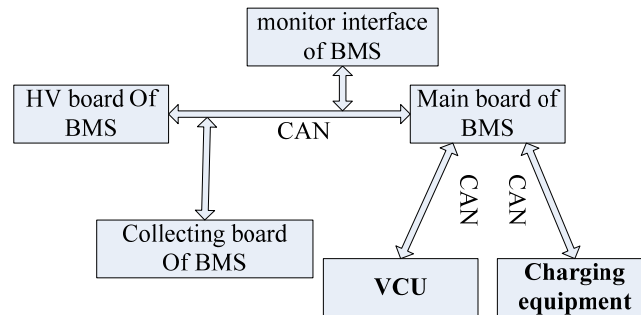 monitor interface
of BMS
HV board Of
BMS
CAN
Main board of
BMS
Collecting board
Of BMS
CAN
CAN
VCU
Charging
equipment